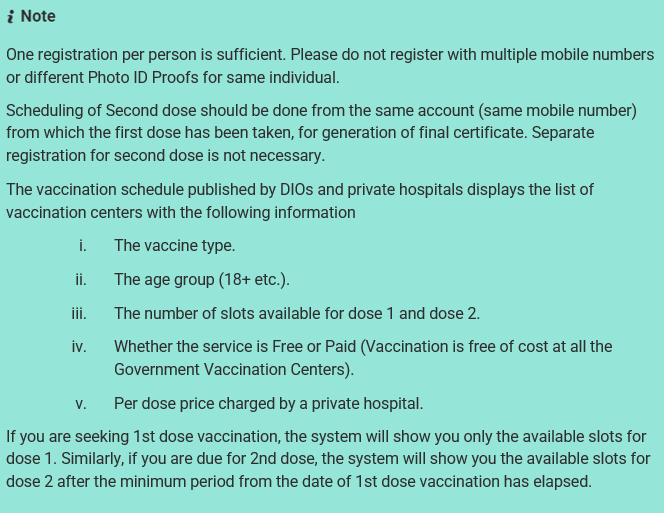 Note
One registration per person is sufficient. Please do not register with multiple mobile numbers
or different Photo ID Proofs for same individual.
Scheduling of Second dose should be done from the same account (same mobile number)
from which the first dose has been taken, for generation of final certificate. Separate
registration for second dose is not necessary.
The vaccination schedule published by DIOs and private hospitals displays the list of
vaccination centers with the following information
i. The vaccine type.
ii. The age group (18+ etc.).
iii. The number of slots available for dose 1 and dose 2.
iv. Whether the service is Free or Paid (Vaccination is free of cost at all the
Government Vaccination Centers).
v. Per dose price charged by a private hospital.
If you are seeking 1st dose vaccination, the system will show you only the available slots for
dose 1. Similarly, if you are due for 2nd dose, the system will show you the available slots for
dose 2 after the minimum period from the date of 1st dose vaccination has elapsed.